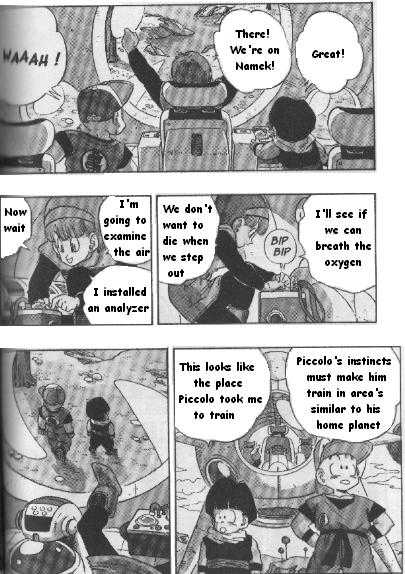 WAAAH!
There!
We're on
Namek!
Great!
Now
wait
I'm
going to
examine
the air
I installed
an analyzer
We don't
want to
die when
we step
out
BIP
BIP
I'll see if
we can
breath the
oxygen
This looks like
the place
Piccolo took me
to train
Piccolo's instincts
must make him
train in area's
similar to his
home planet